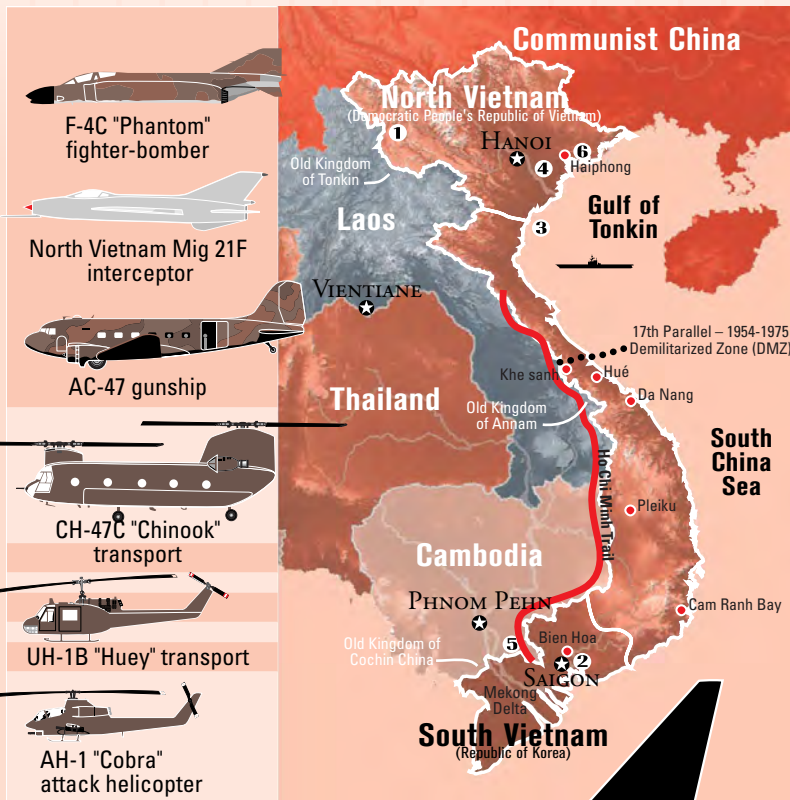 F-4C "Phantom"
fighter-bomber
North Vietnam Mig 21F
interceptor
AC-47 gunship
CH-47C "Chinook"
transport
UH-1B "Huey" transport
AH-1 "Cobra"
attack helicopter
Communist China
North Vietnam
(Democratic People's Republic of Vietnam)
1
HANOI
4
6
Haiphong
Old Kingdom
of Tonkin
Laos
3
Gulf of
Tonkin
VIENTIANE
17th Parallel – 1954-1975
Demilitarized Zone (DMZ)
Khe sanh
Hué
Da Nang
Thailand
Old Kingdom
of Annam
South
China
Sea
Ho Chi Minh Trail
Pleiku
Cambodia
PHNOM PEHN
Cam Ranh Bay
5
Bien Hoa
2
Old Kingdom of
Cochin China
SAIGON
Mekong
Delta
South Vietnam
(Republic of Korea)